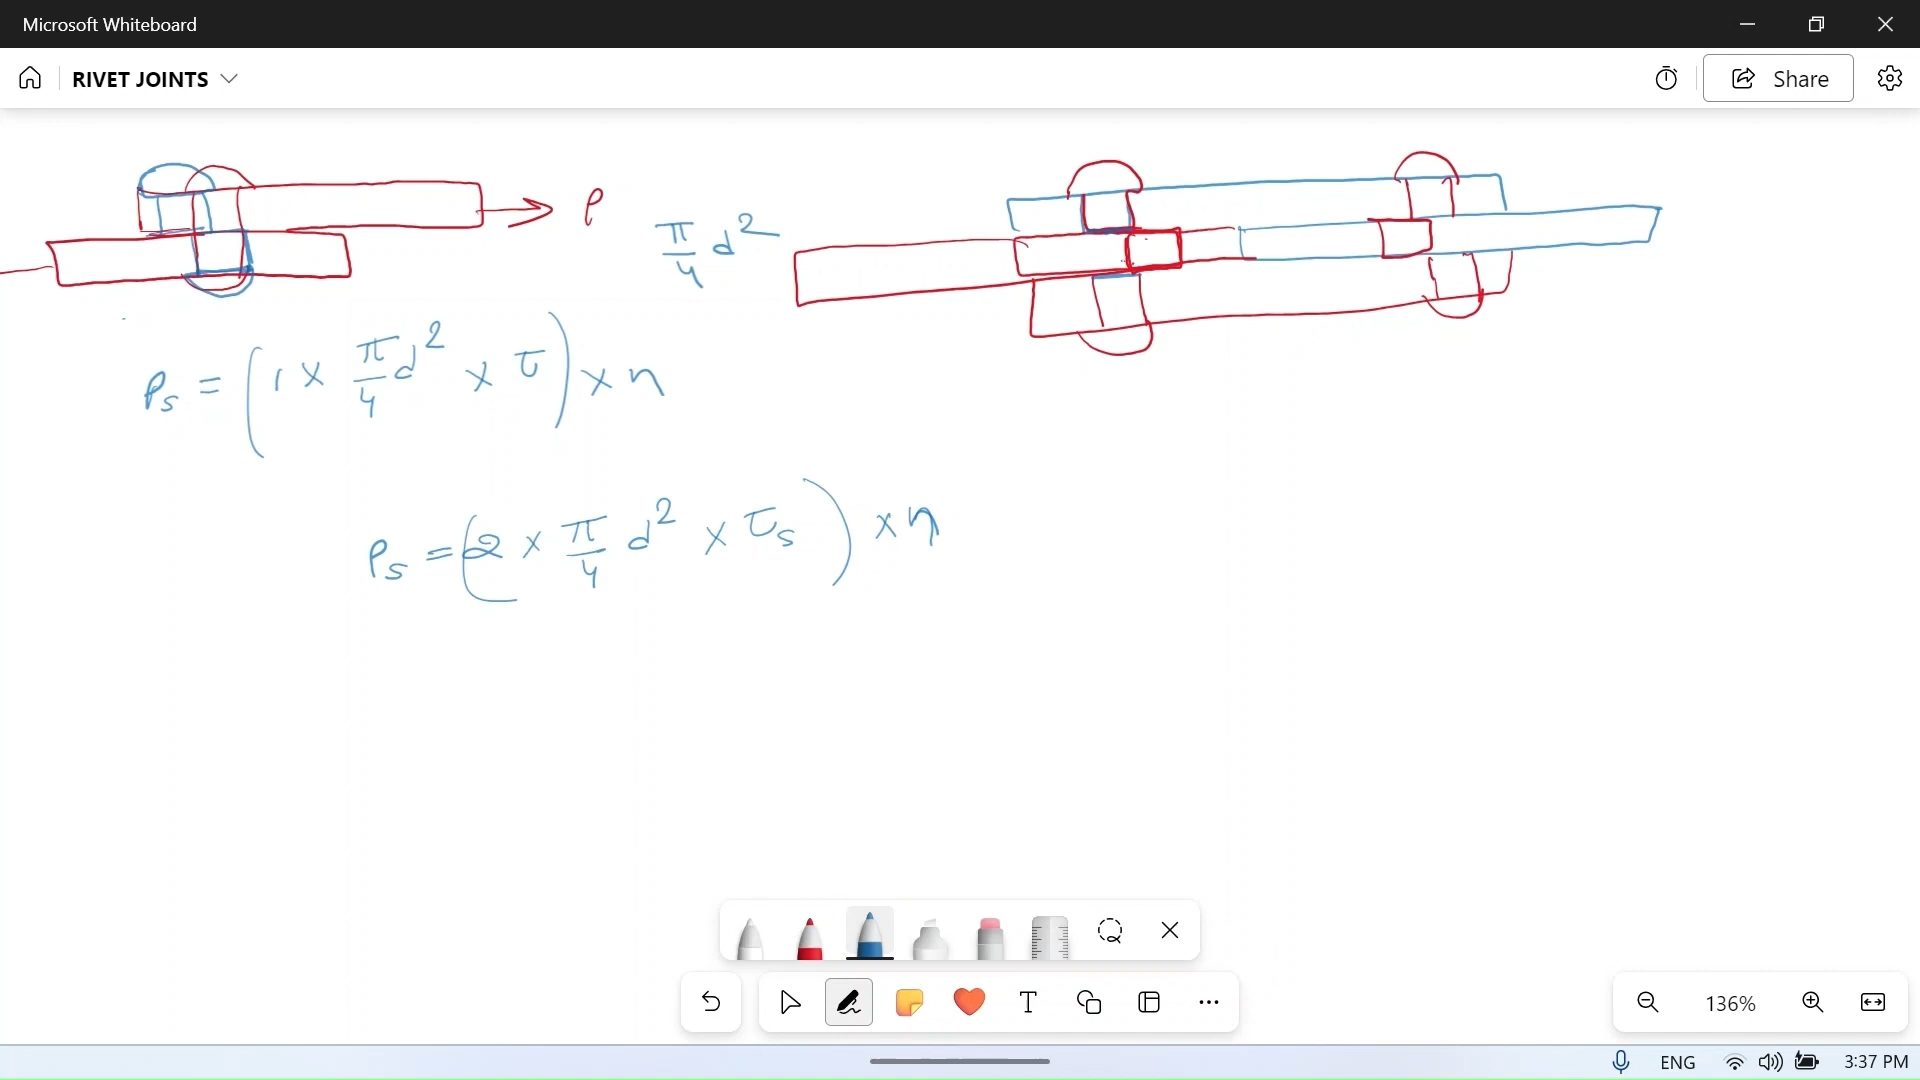 Microsoft Whiteboard
RIVET JOINTS
Share
P
π/4 d²
Ps = (1 × π/4 d² × τ) × n
Ps = (2 × π/4 d² × τs) × n
T
136%
ENG
3:37 PM